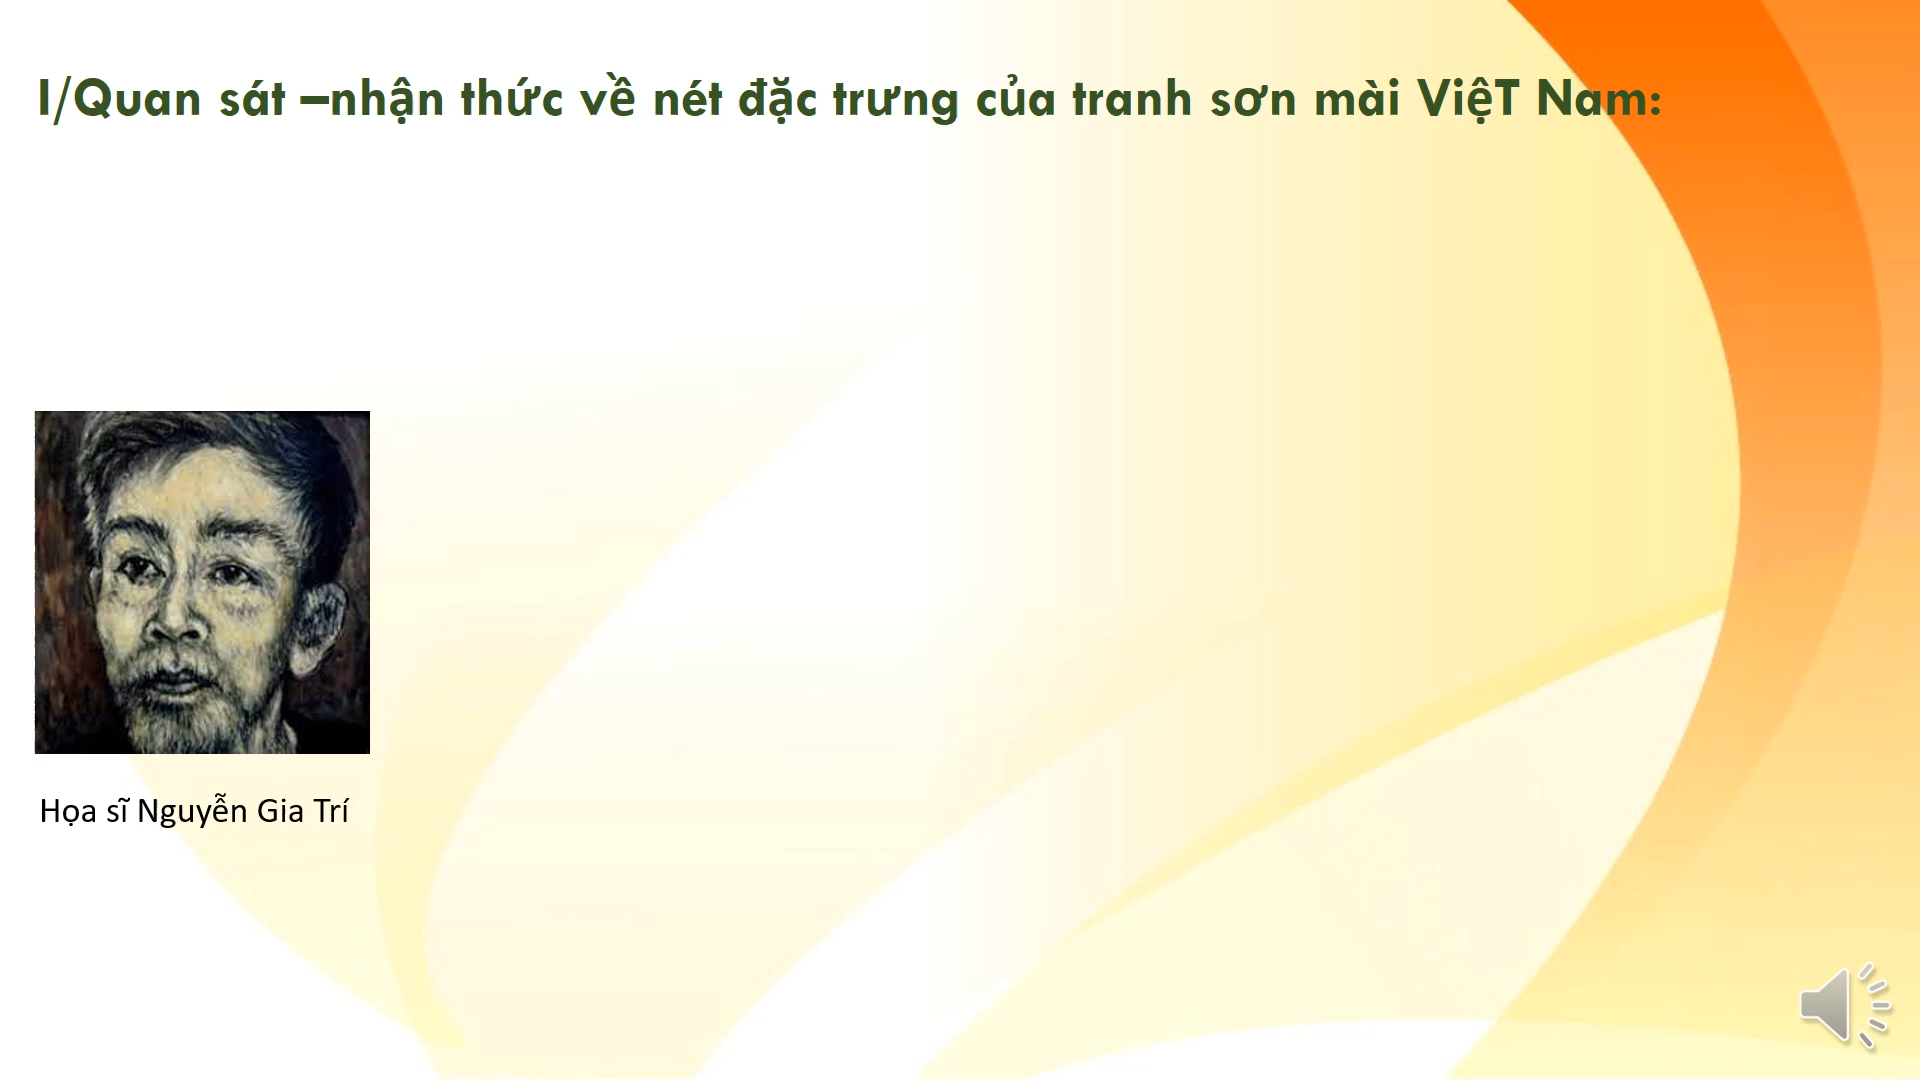 I/Quan sát –nhận thức về nét đặc trưng của tranh sơn mài ViệT Nam:
Họa sĩ Nguyễn Gia Trí